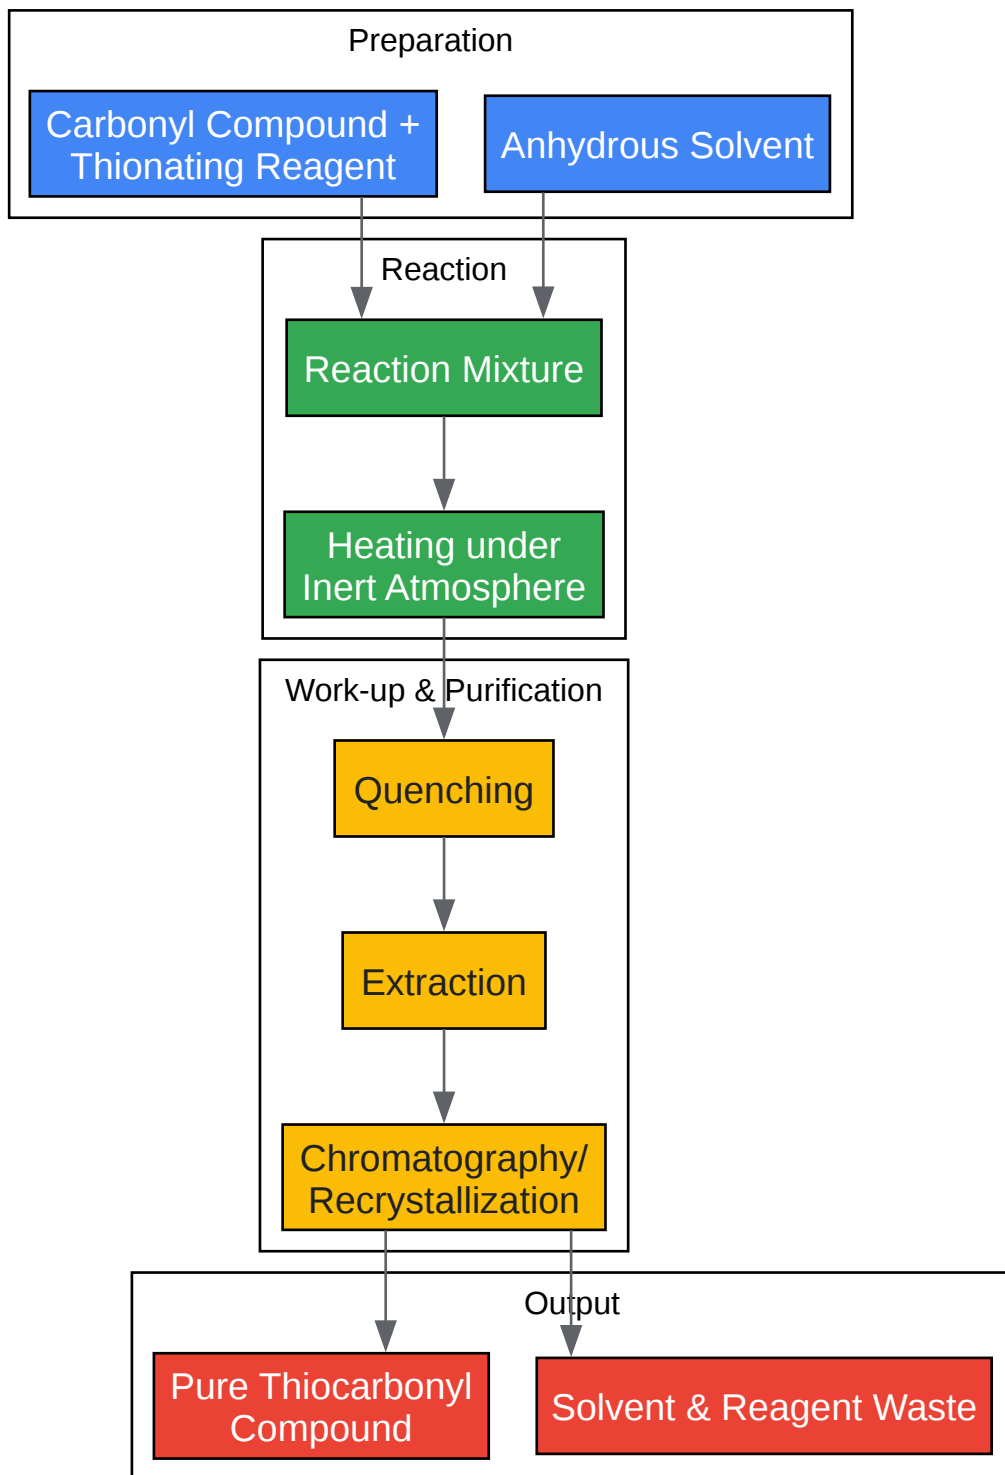 Preparation
Carbonyl Compound +
Thionating Reagent
Anhydrous Solvent
Reaction
Reaction Mixture
Heating under
Inert Atmosphere
Work-up & Purification
Quenching
Extraction
Chromatography/
Recrystallization
Output
Pure Thiocarbonyl
Compound
Solvent & Reagent Waste